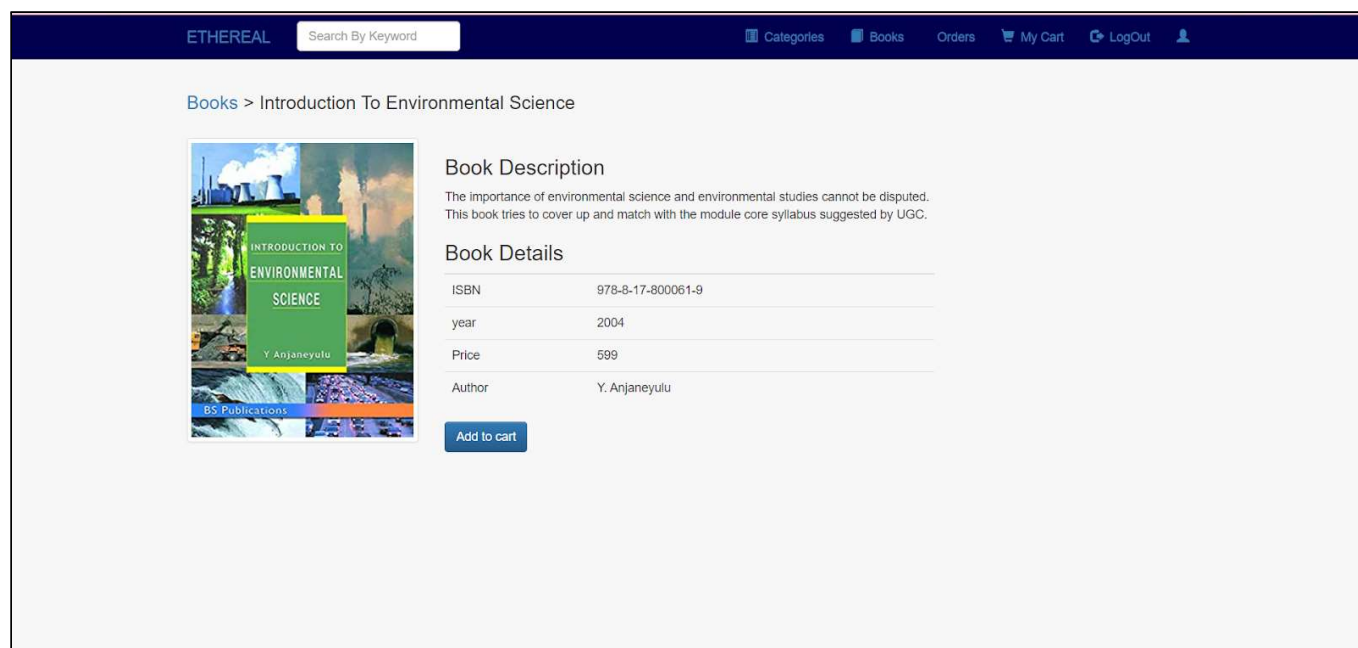 ETHEREAL Search By Keyword Categories Books Orders My Cart LogOut
Books > Introduction To Environmental Science
INTRODUCTION TO
ENVIRONMENTAL
SCIENCE
Y Anjaneyulu
BS Publications
Book Description
The importance of environmental science and environmental studies cannot be disputed.
This book tries to cover up and match with the module core syllabus suggested by UGC.
Book Details
ISBN 978-8-17-800061-9
year 2004
Price 599
Author Y. Anjaneyulu
Add to cart